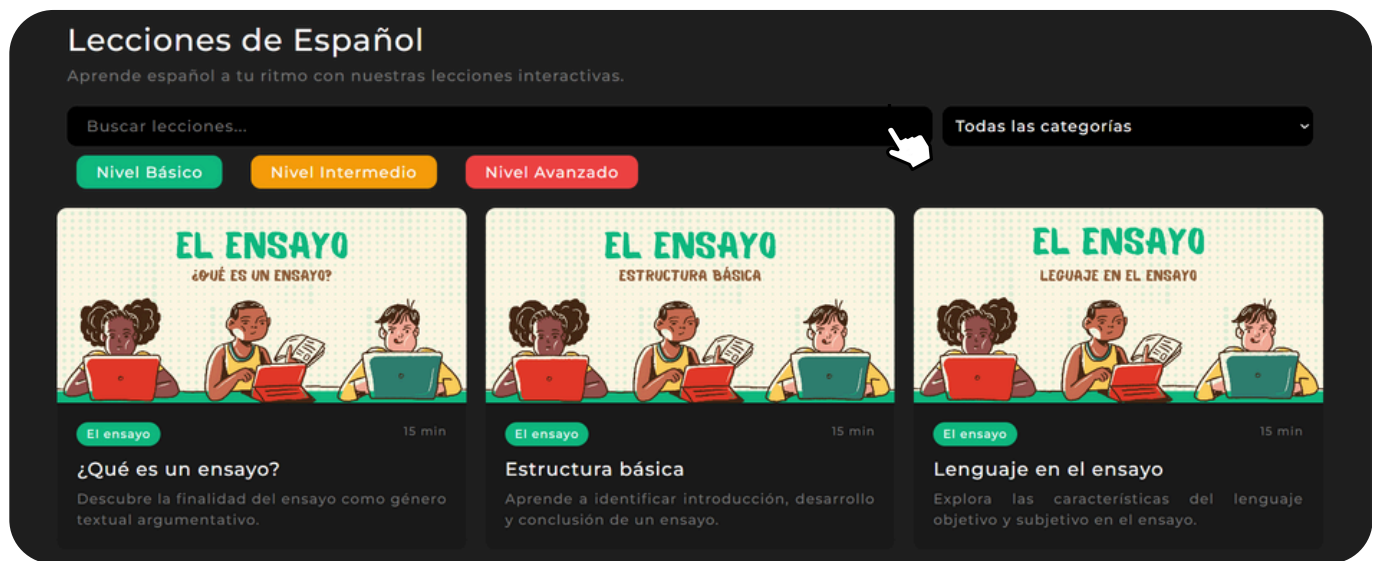 Lecciones de Español
Aprende español a tu ritmo con nuestras lecciones interactivas.
Buscar lecciones...
Todas las categorías
Nivel Básico
Nivel Intermedio
Nivel Avanzado
EL ENSAYO
¿QUÉ ES UN ENSAYO?
El ensayo
15 min
¿Qué es un ensayo?
Descubre la finalidad del ensayo como género
textual argumentativo.
EL ENSAYO
ESTRUCTURA BÁSICA
El ensayo
15 min
Estructura básica
Aprende a identificar introducción, desarrollo
y conclusión de un ensayo.
EL ENSAYO
LEGUAJE EN EL ENSAYO
El ensayo
15 min
Lenguaje en el ensayo
Explora las características del lenguaje
objetivo y subjetivo en el ensayo.